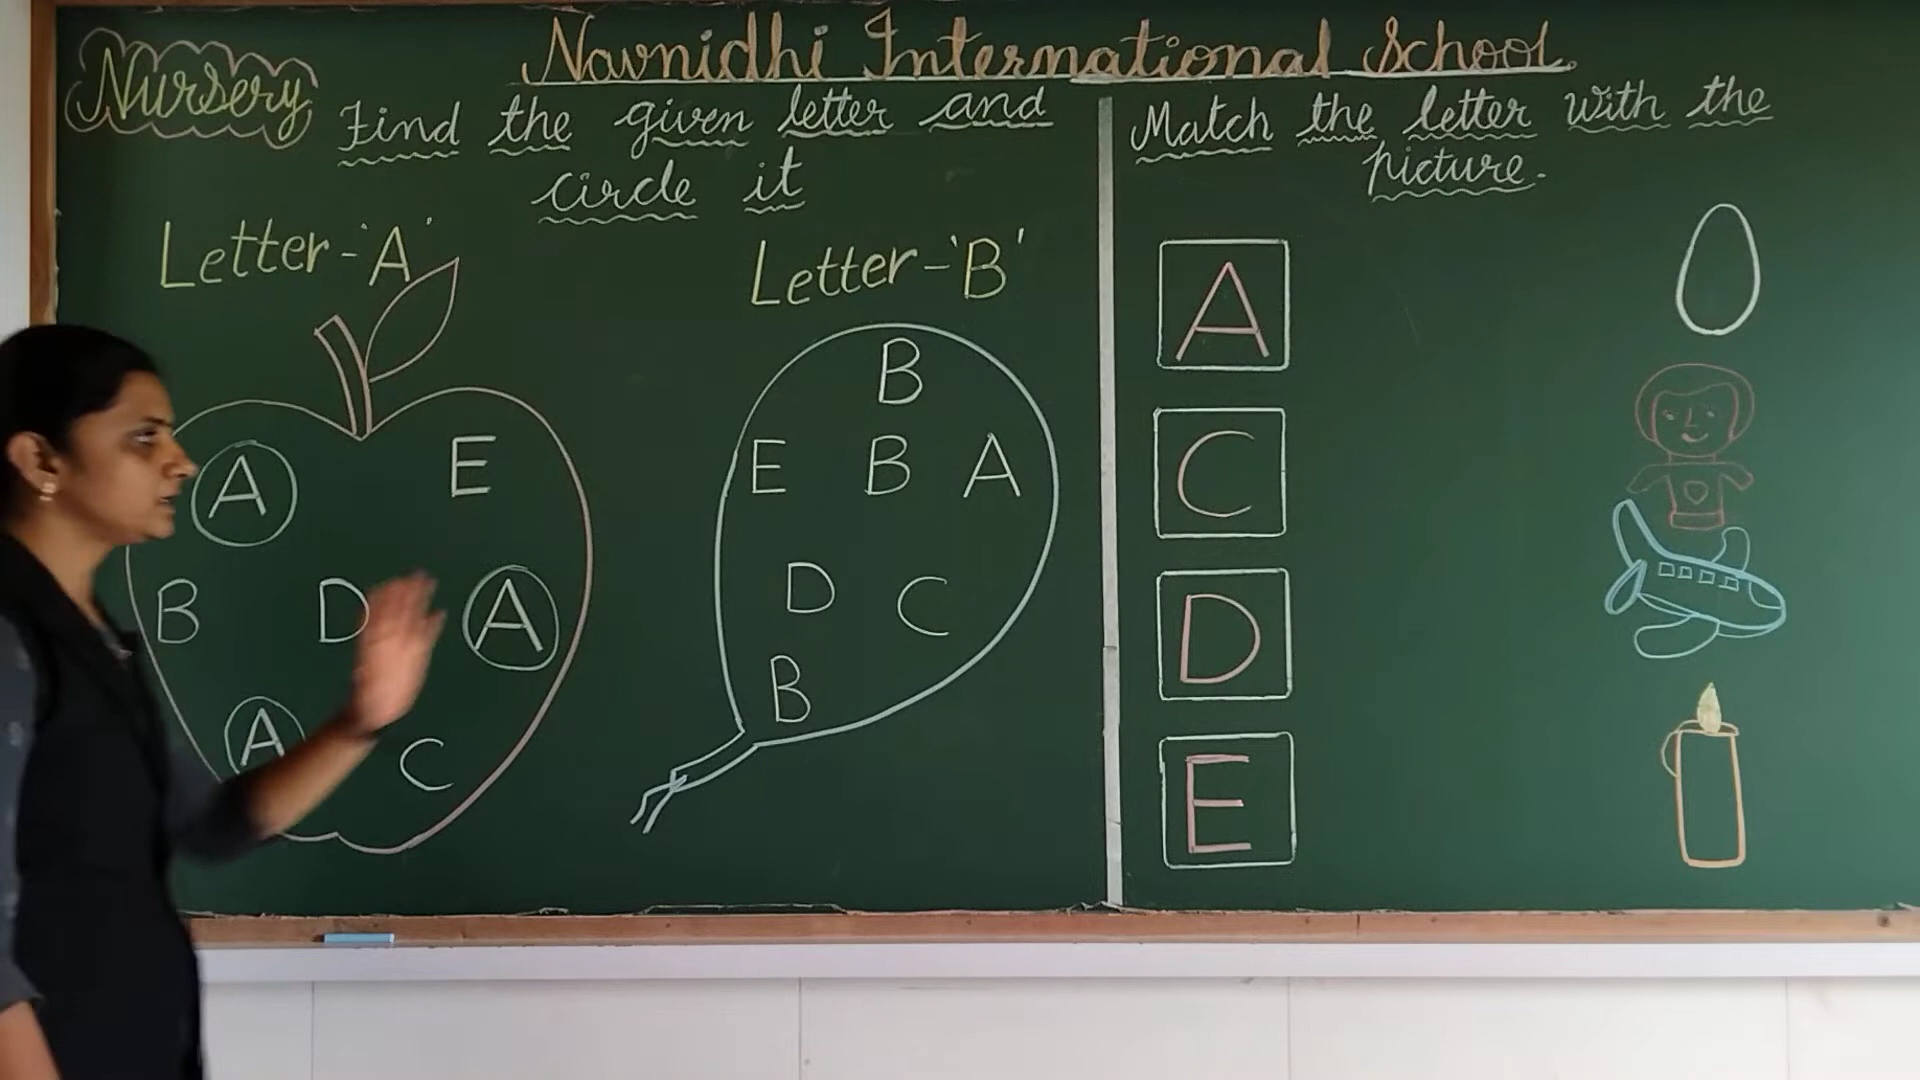 Nursery
Navnidhi International School
Find the given letter and
circle it
Letter-'A'
A E
B D A
A C
Letter-'B'
B
E B A
D C
B
Match the letter with the
picture.
A
C
D
E